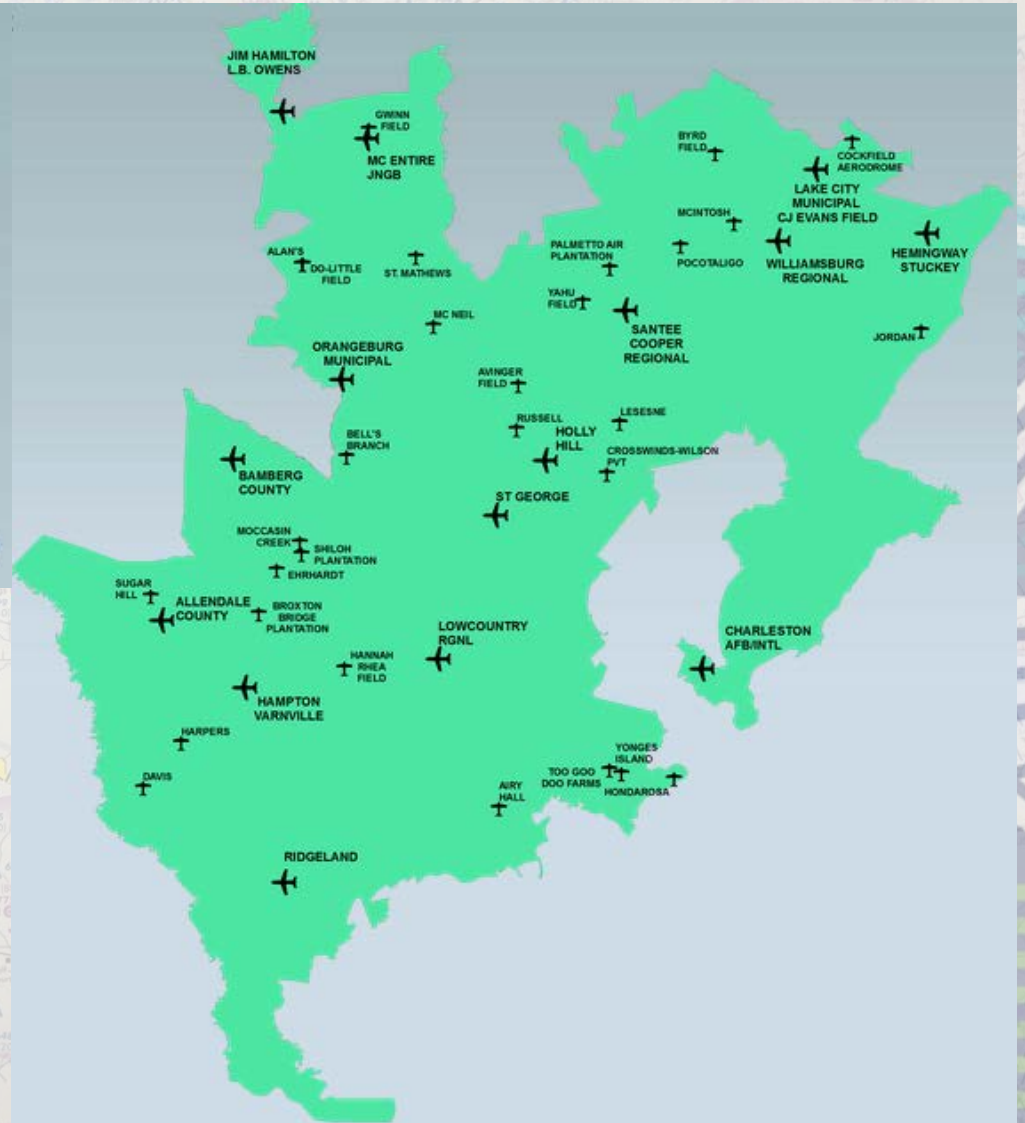 JIM HAMILTON
L.B. OWENS
GWINN
FIELD
MC ENTIRE
JNGB
BYRD
FIELD
COCKFIELD
AERODROME
LAKE CITY
MUNICIPAL
CJ EVANS FIELD
MCINTOSH
ALAN'S
DO-LITTLE
FIELD
ST. MATHEWS
PALMETTO AIR
PLANTATION
POCOTALIGO
WILLIAMSBURG
REGIONAL
HEMINGWAY
STUCKEY
YAHU
FIELD
MC NEIL
SANTEE
COOPER
REGIONAL
JORDAN
ORANGEBURG
MUNICIPAL
AVINGER
FIELD
RUSSELL
LESESNE
HOLLY
HILL
BELL'S
BRANCH
CROSSWINDS-WILSON
PVT
BAMBERG
COUNTY
ST GEORGE
MOCCASIN
CREEK
SHILOH
PLANTATION
EHRHARDT
SUGAR
HILL
ALLENDALE
COUNTY
BROXTON
BRIDGE
PLANTATION
LOWCOUNTRY
RGNL
CHARLESTON
AFB/INTL
HANNAH
RHEA
FIELD
HAMPTON
VARNVILLE
HARPERS
YONGES
ISLAND
TOO GOO
DOO FARMS
HONDAROSA
DAVIS
AIRY
HALL
RIDGELAND